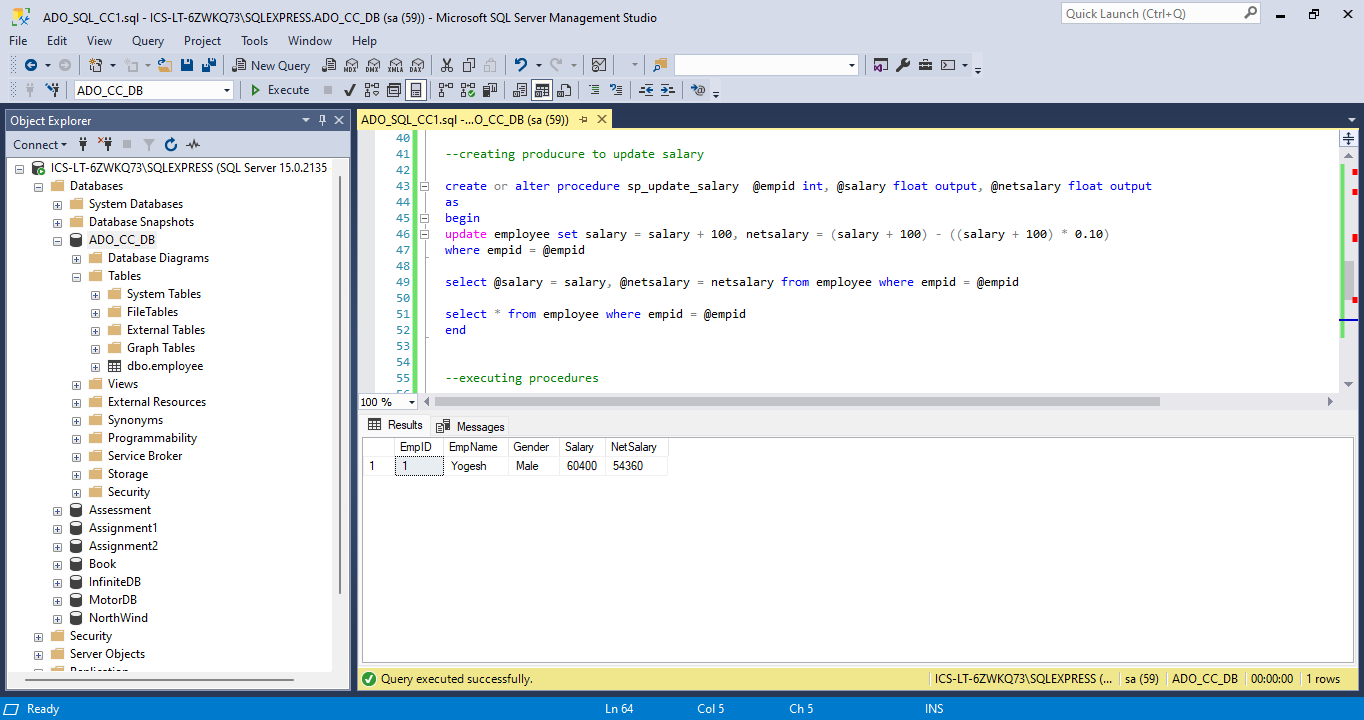 ADO_SQL_CC1.sql - ICS-LT-6ZWKQ73\SQLEXPRESS.ADO_CC_DB (sa (59)) - Microsoft SQL Server Management Studio
Quick Launch (Ctrl+Q)
File Edit View Query Project Tools Window Help
New Query MDX DMX XMLA DAX
ADO_CC_DB Execute
Object Explorer
Connect
ICS-LT-6ZWKQ73\SQLEXPRESS (SQL Server 15.0.2135
Databases
System Databases
Database Snapshots
ADO_CC_DB
Database Diagrams
Tables
System Tables
FileTables
External Tables
Graph Tables
dbo.employee
Views
External Resources
Synonyms
Programmability
Service Broker
Storage
Security
Assessment
Assignment1
Assignment2
Book
InfiniteDB
MotorDB
NorthWind
Security
Server Objects
Replication
ADO_SQL_CC1.sql -...O_CC_DB (sa (59))
40
41 --creating producure to update salary
42
43 create or alter procedure sp_update_salary @empid int, @salary float output, @netsalary float output
44 as
45 begin
46 update employee set salary = salary + 100, netsalary = (salary + 100) - ((salary + 100) * 0.10)
47 where empid = @empid
48
49 select @salary = salary, @netsalary = netsalary from employee where empid = @empid
50
51 select * from employee where empid = @empid
52 end
53
54
55 --executing procedures
100 %
Results Messages
EmpID EmpName Gender Salary NetSalary
1 1 Yogesh Male 60400 54360
Query executed successfully.
ICS-LT-6ZWKQ73\SQLEXPRESS (... sa (59) ADO_CC_DB 00:00:00 1 rows
Ready Ln 64 Col 5 Ch 5 INS